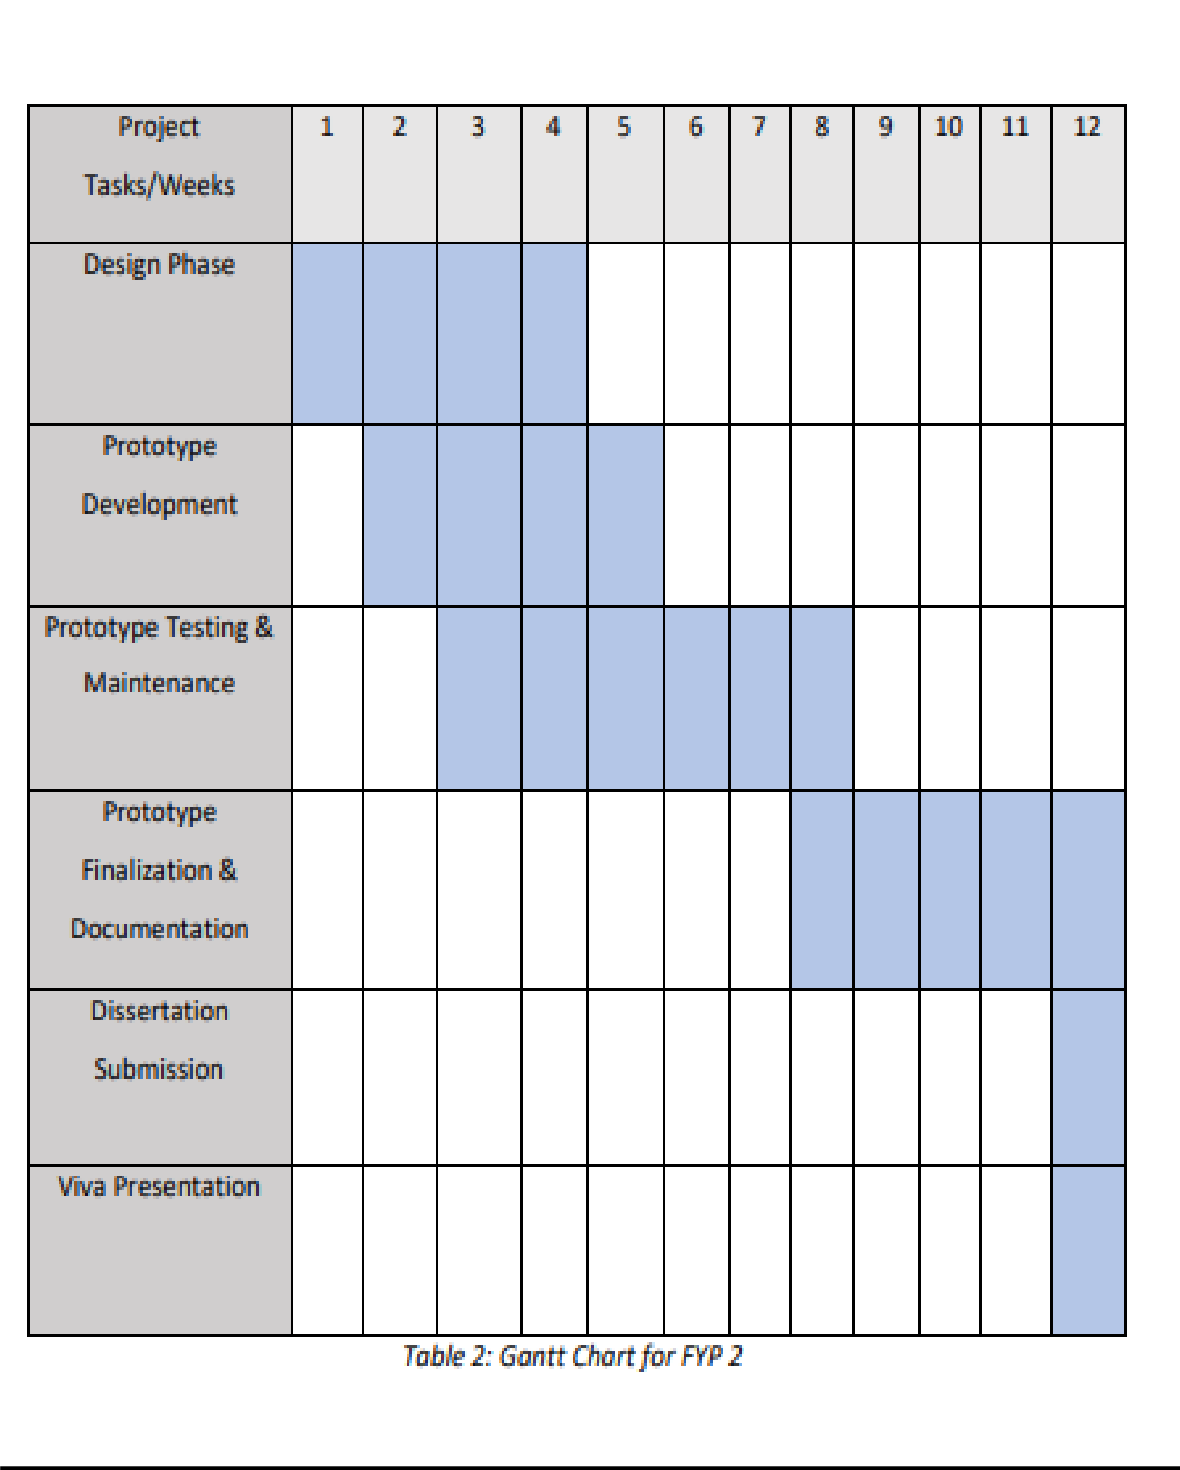 Project 1 2 3 4 5 6 7 8 9 10 11 12
Tasks/Weeks
Design Phase
Prototype
Development
Prototype Testing &
Maintenance
Prototype
Finalization &
Documentation
Dissertation
Submission
Viva Presentation
Table 2: Gantt Chart for FYP 2